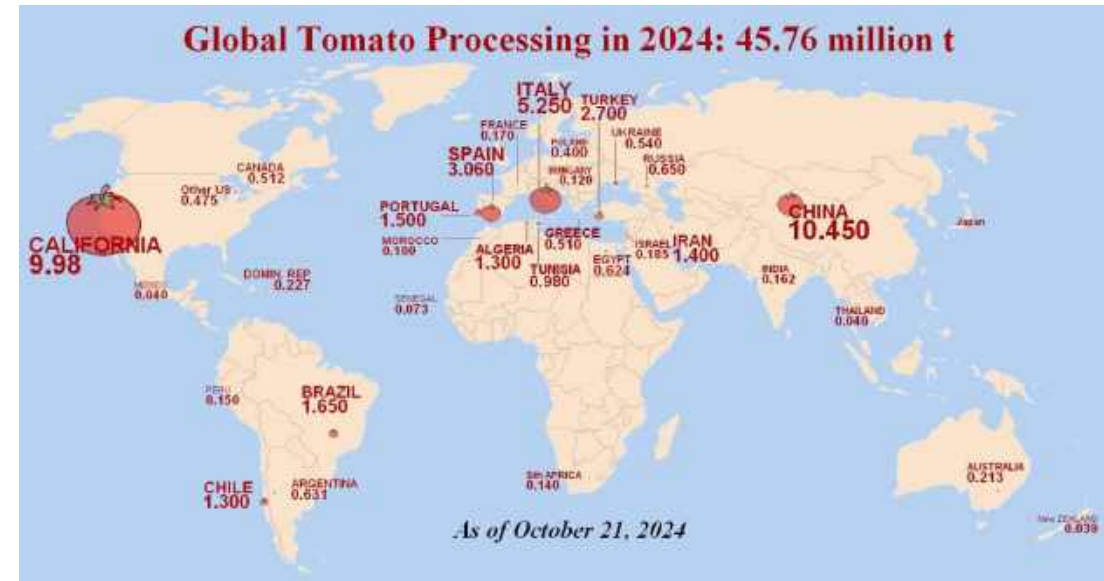 Global Tomato Processing in 2024: 45.76 million t
ITALY
5.250
TURKEY
2.700
FRANCE
0.170
POLAND
0.400
UKRAINE
0.540
SPAIN
3.060
HUNGARY
0.120
RUSSIA
0.650
CANADA
0.512
Other US
0.475
CALIFORNIA
9.98
PORTUGAL
1.500
CHINA
10.450
Japan
MOROCCO
0.100
ALGERIA
1.300
GREECE
0.510
TUNISIA
0.980
EGYPT
0.624
ISRAEL
0.185
IRAN
1.400
DOMIN. REP
0.227
MEXICO
0.040
INDIA
0.162
SENEGAL
0.073
THAILAND
0.040
PERU
0.150
BRAZIL
1.650
CHILE
1.300
ARGENTINA
0.631
Sth AFRICA
0.140
AUSTRALIA
0.213
New ZEALAND
0.039
As of October 21, 2024